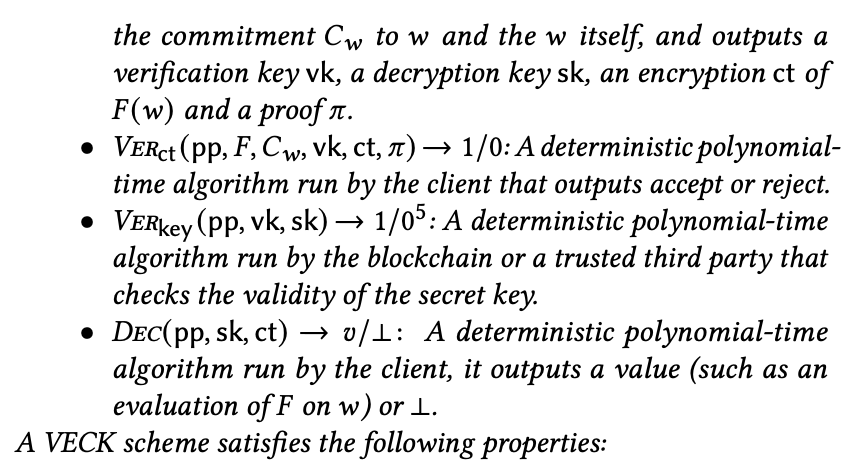 the commitment C_w to w and the w itself, and outputs a
verification key vk, a decryption key sk, an encryption ct of
F(w) and a proof π.
• VER_ct(pp, F, C_w, vk, ct, π) → 1/0: A deterministic polynomial-
time algorithm run by the client that outputs accept or reject.
• VER_key(pp, vk, sk) → 1/0⁵: A deterministic polynomial-time
algorithm run by the blockchain or a trusted third party that
checks the validity of the secret key.
• DEC(pp, sk, ct) → v/⊥: A deterministic polynomial-time
algorithm run by the client, it outputs a value (such as an
evaluation of F on w) or ⊥.
A VECK scheme satisfies the following properties: